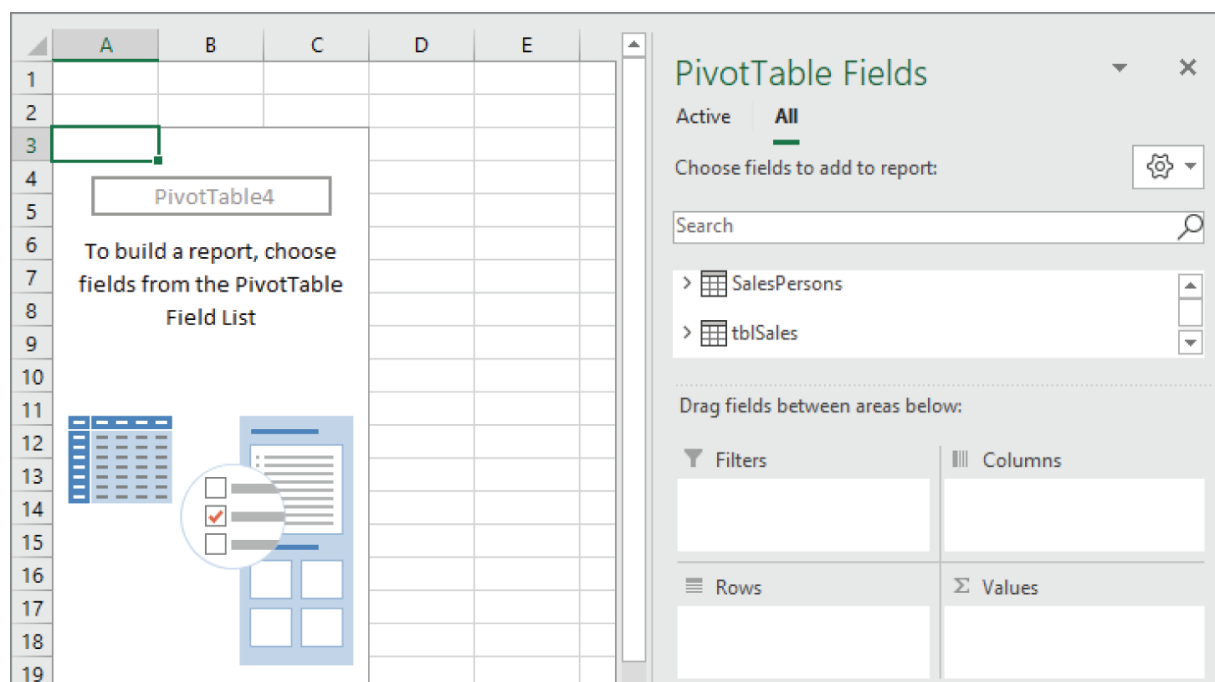 A B C D E
1
2
3
4
5
6
7
8
9
10
11
12
13
14
15
16
17
18
19
PivotTable4
To build a report, choose
fields from the PivotTable
Field List
PivotTable Fields
Active All
Choose fields to add to report:
Search
SalesPersons
tblSales
Drag fields between areas below:
Filters
Columns
Rows
Σ Values